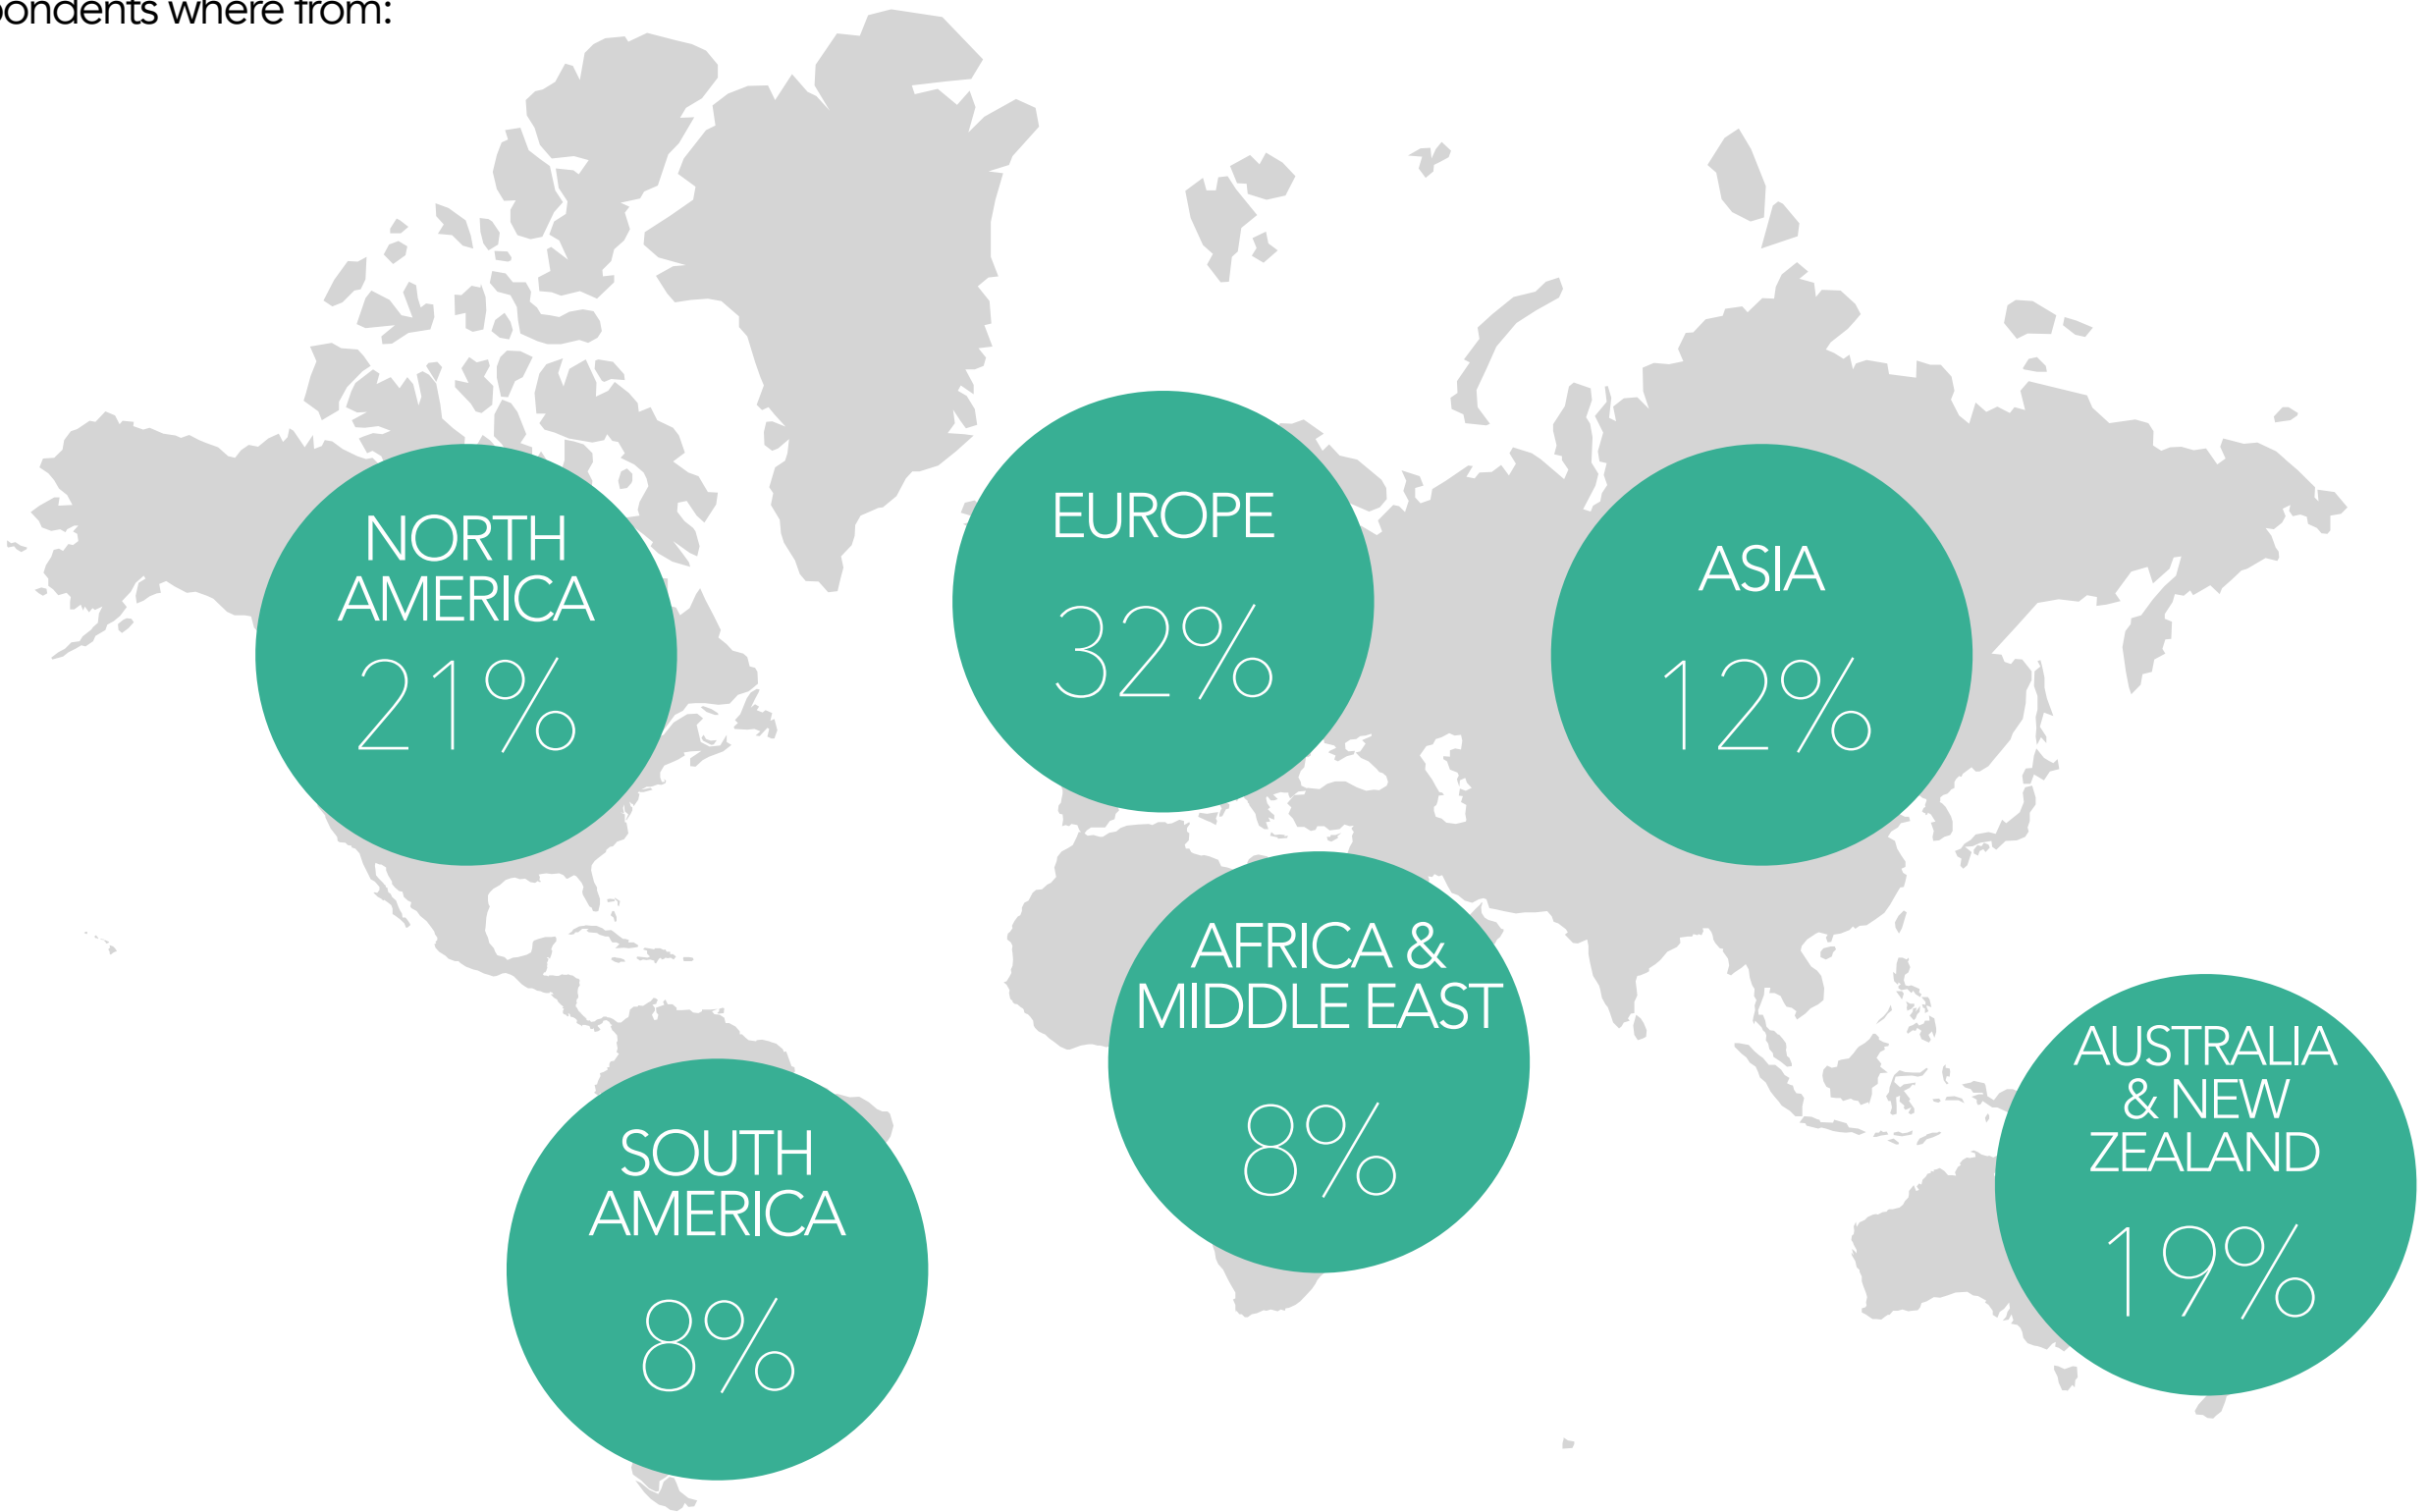 ondents where from:
NORTH
AMERICA
21%
EUROPE
32%
ASIA
12%
AFRICA &
MIDDLE EAST
8%
SOUTH
AMERICA
8%
AUSTRALIA
& NEW
ZEALAND
19%